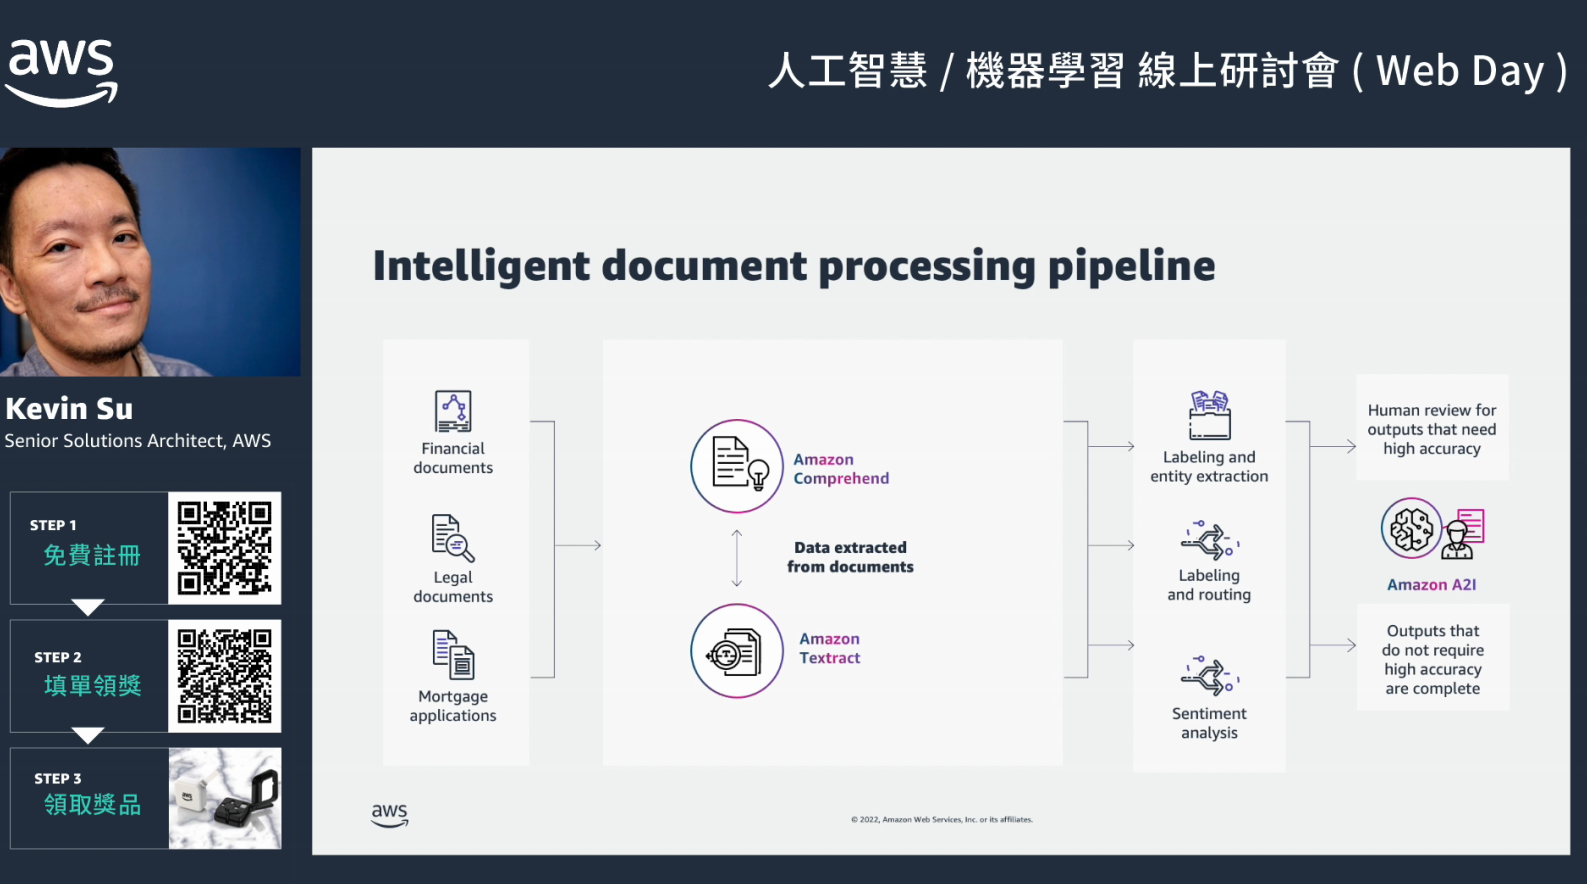 aws
人工智慧 / 機器學習 線上研討會 ( Web Day )
Kevin Su
Senior Solutions Architect, AWS
STEP 1
免費註冊
STEP 2
填單領獎
STEP 3
領取獎品
Intelligent document processing pipeline
Financial
documents
Legal
documents
Mortgage
applications
Amazon
Comprehend
Data extracted
from documents
Amazon
Textract
Labeling and
entity extraction
Labeling
and routing
Sentiment
analysis
Human review for
outputs that need
high accuracy
Amazon A2I
Outputs that
do not require
high accuracy
are complete
aws
© 2022, Amazon Web Services, Inc. or its affiliates.